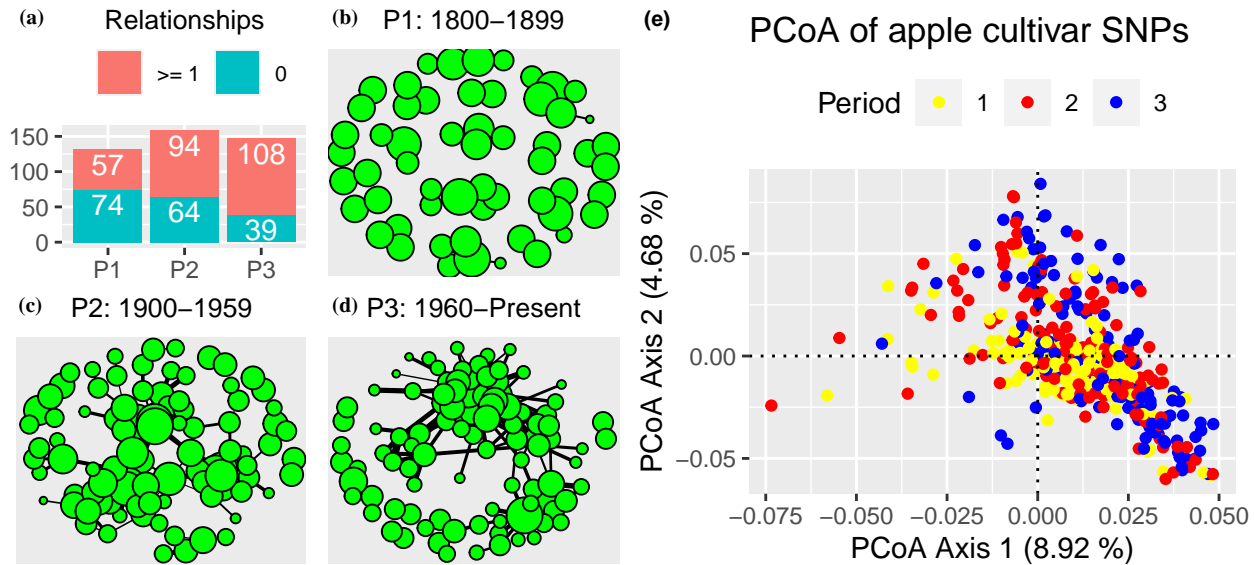 (a) Relationships
>= 1 0
150
100
50
0
57 94 108
74 64 39
P1 P2 P3
(b) P1: 1800–1899
(c) P2: 1900–1959
(d) P3: 1960–Present
(e) PCoA of apple cultivar SNPs
Period 1 2 3
PCoA Axis 2 (4.68 %)
0.05
0.00
−0.05
−0.075 −0.050 −0.025 0.000 0.025 0.050
PCoA Axis 1 (8.92 %)